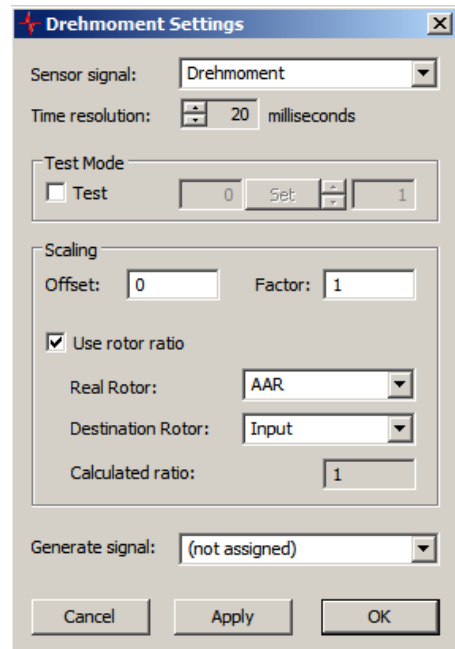 Drehmoment Settings
Sensor signal: Drehmoment
Time resolution: 20 milliseconds
Test Mode
Test 0 Set 1
Scaling
Offset: 0 Factor: 1
Use rotor ratio
Real Rotor: AAR
Destination Rotor: Input
Calculated ratio: 1
Generate signal: (not assigned)
Cancel Apply OK